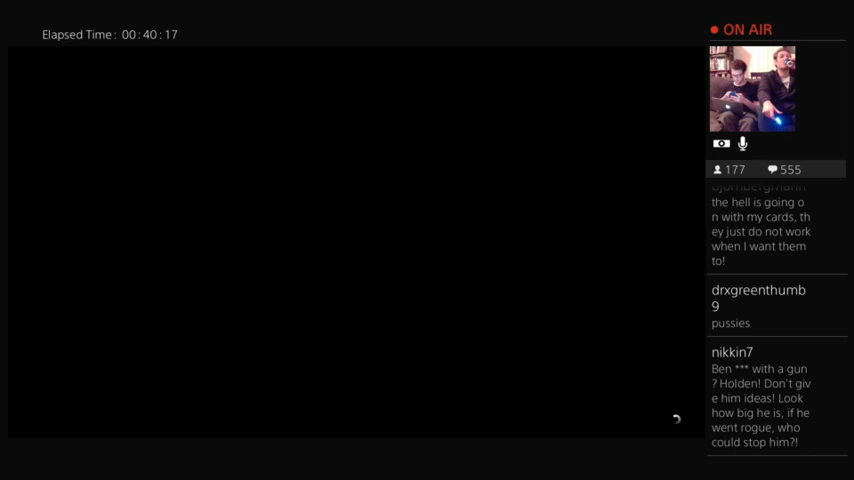 Elapsed Time: 00:40:17
ON AIR
177 555
bjornbergmann
the hell is going o
n with my cards, th
ey just do not work
when I want them
to!
drxgreenthumb
9
pussies
nikkin7
Ben *** with a gun
? Holden! Don't giv
e him ideas! Look
how big he is, if he
went rogue, who
could stop him?!